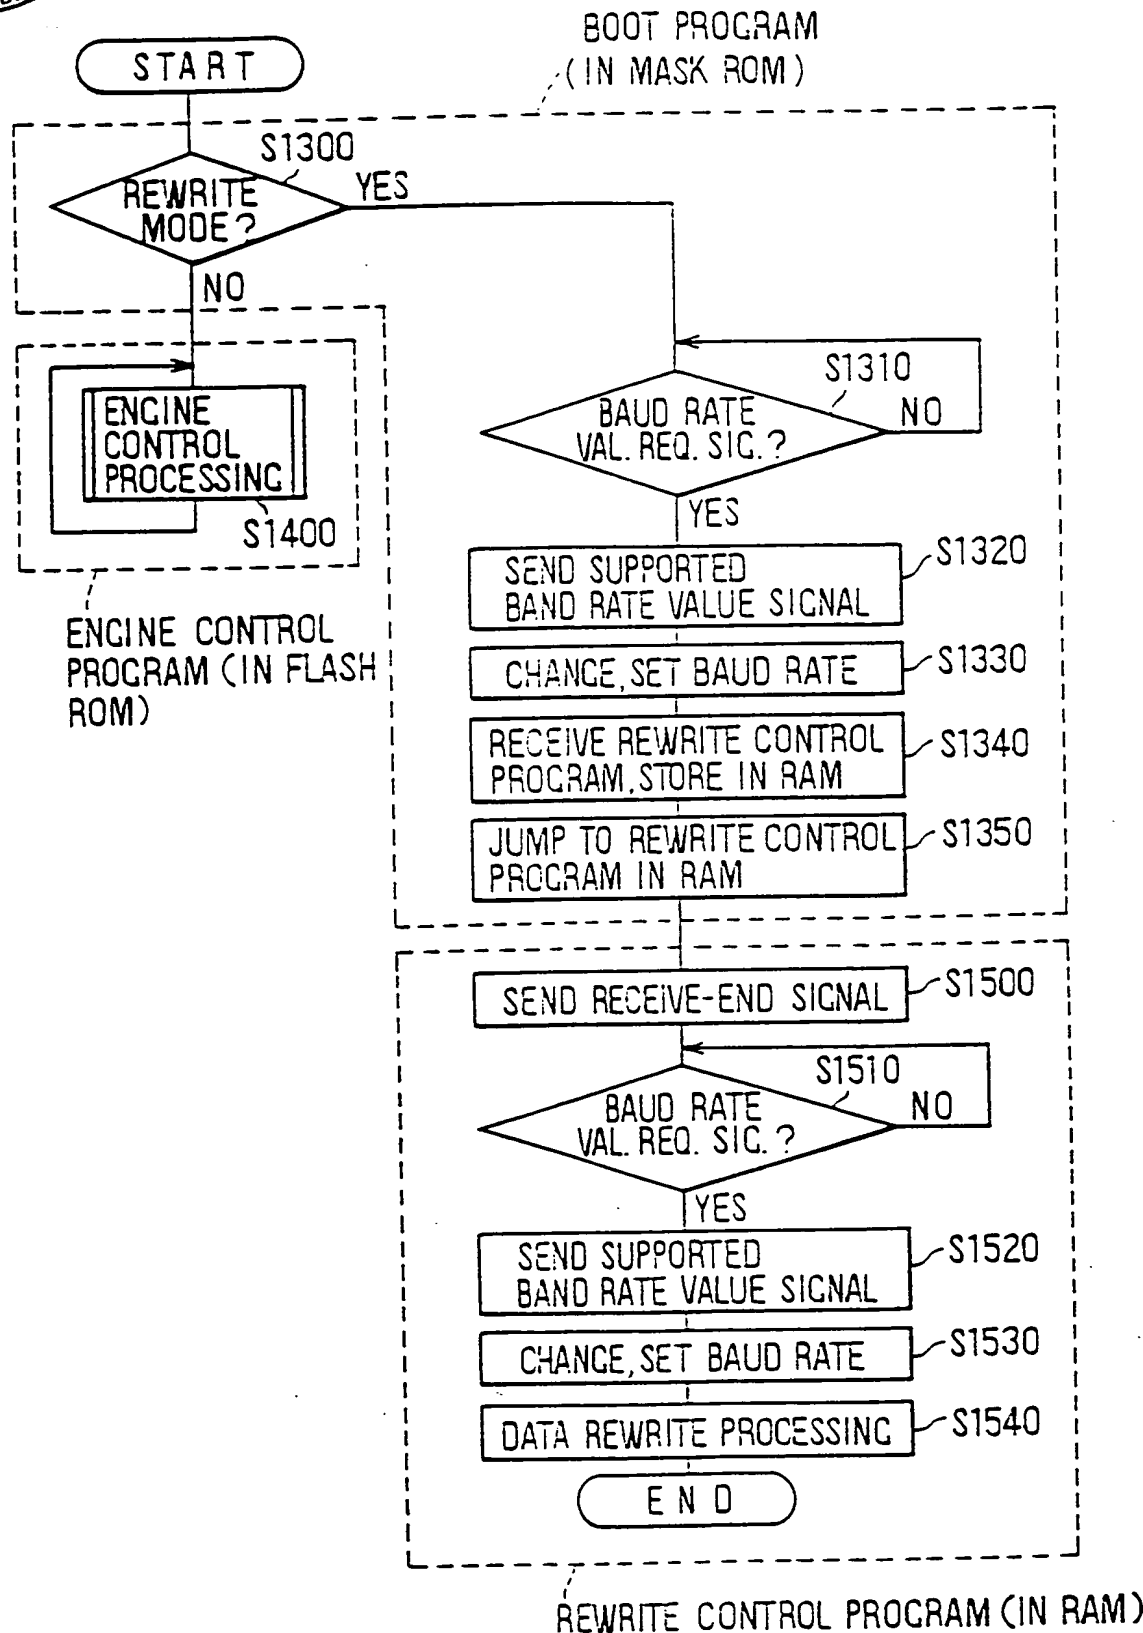 BOOT PROGRAM
(IN MASK ROM)
START
S1300
REWRITE
MODE?
YES
NO
S1310
BAUD RATE
VAL. REQ. SIG.?
NO
YES
ENGINE
CONTROL
PROCESSING
S1400
ENGINE CONTROL
PROGRAM (IN FLASH
ROM)
SEND SUPPORTED
BAND RATE VALUE SIGNAL
S1320
CHANGE, SET BAUD RATE
S1330
RECEIVE REWRITE CONTROL
PROGRAM, STORE IN RAM
S1340
JUMP TO REWRITE CONTROL
PROGRAM IN RAM
S1350
SEND RECEIVE-END SIGNAL
S1500
S1510
BAUD RATE
VAL. REQ. SIG.?
NO
YES
SEND SUPPORTED
BAND RATE VALUE SIGNAL
S1520
CHANGE, SET BAUD RATE
S1530
DATA REWRITE PROCESSING
S1540
END
REWRITE CONTROL PROGRAM (IN RAM)